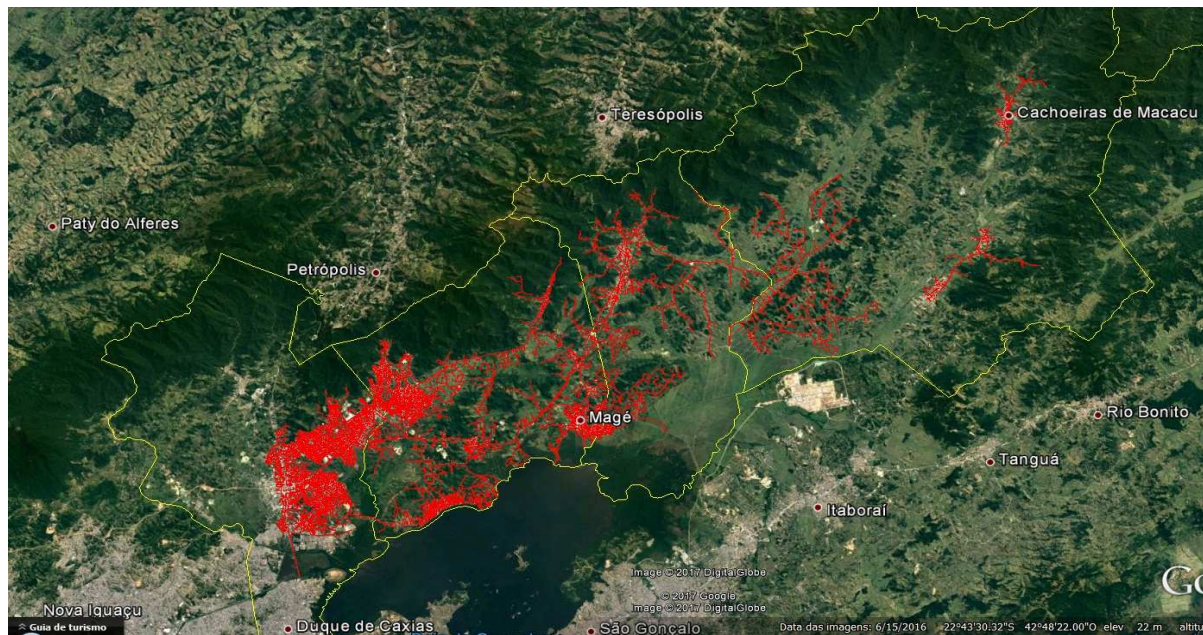 Teresópolis
Cachoeiras de Macacu
Paty do Alferes
Petrópolis
Magé
Rio Bonito
Tanguá
Itaboraí
Image © 2017 DigitalGlobe
© 2017 Google
Image © 2017 DigitalGlobe
Nova Iguaçu
Guia de turismo
Duque de Caxias
São Gonçalo
Data das imagens: 6/15/2016 22°43'30.32"S 42°48'22.00"O elev 22 m altitu
Go